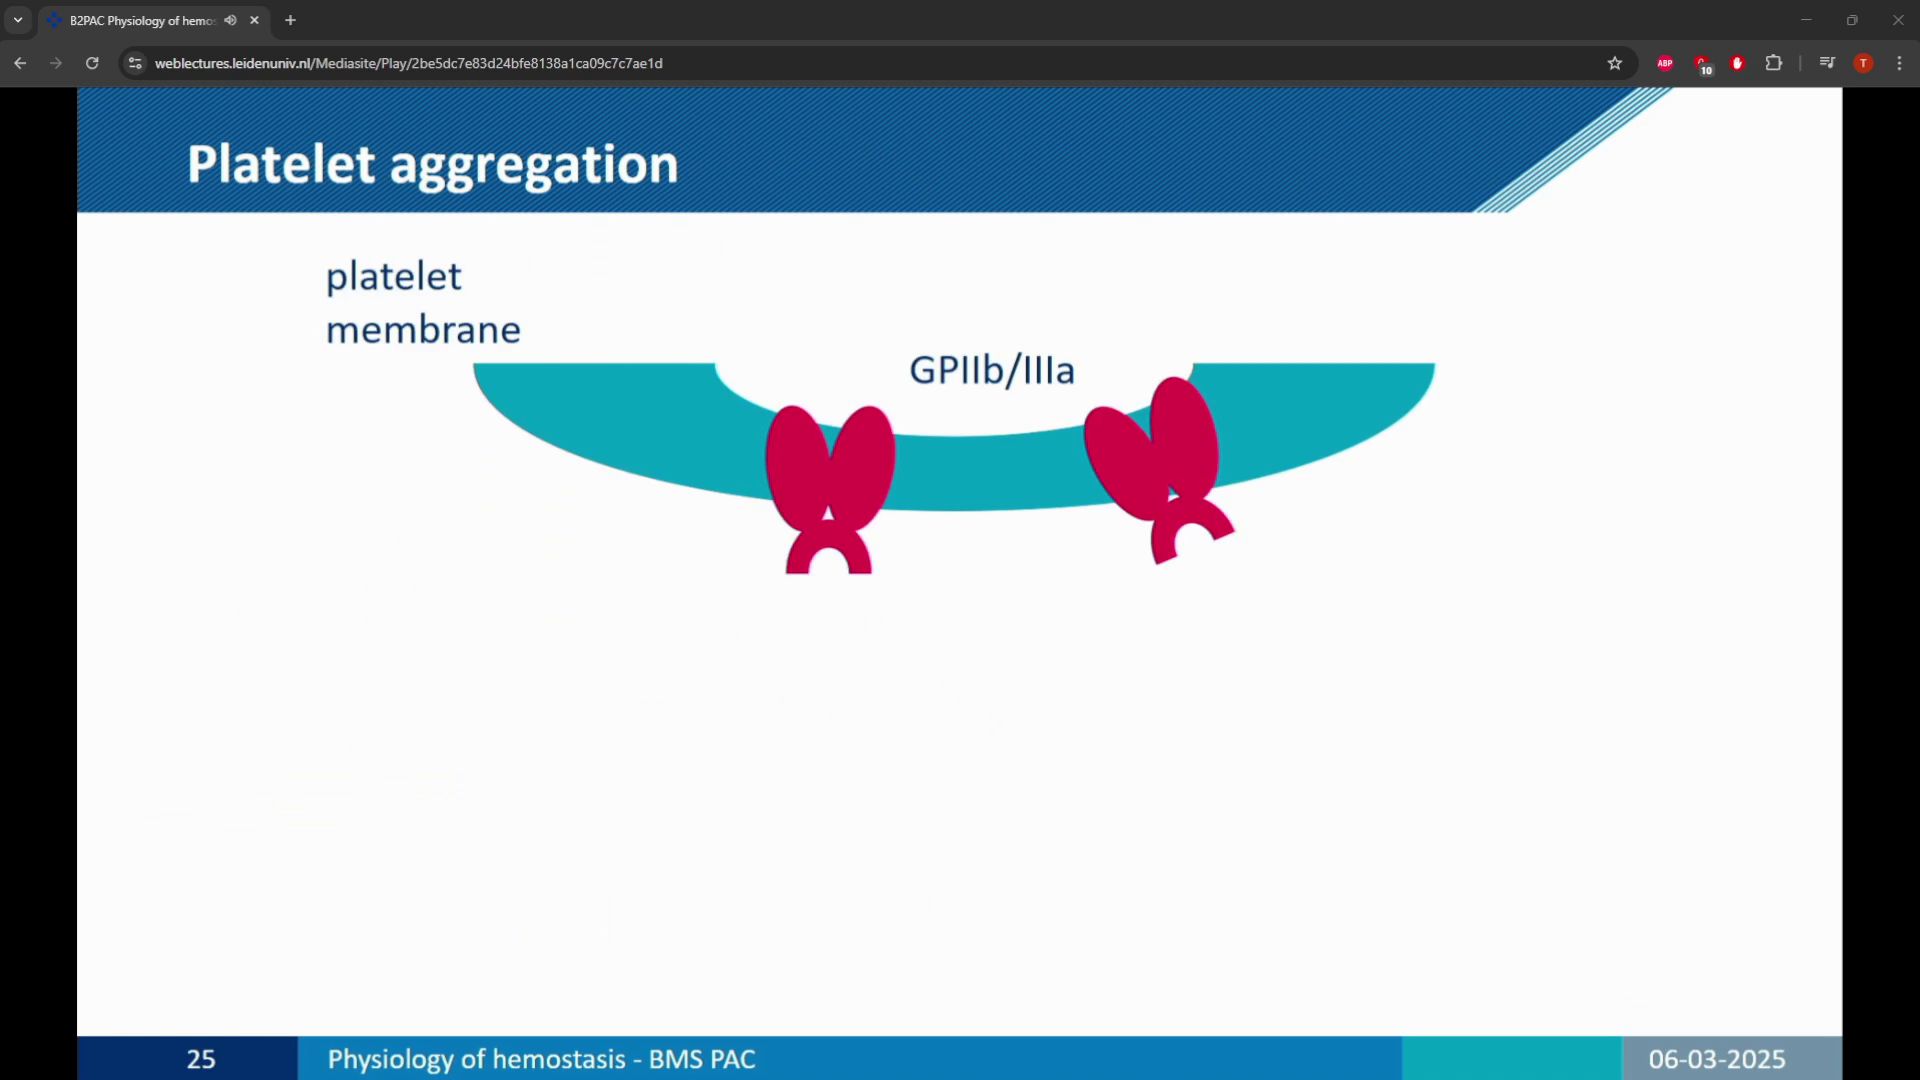 B2PAC Physiology of hemos
weblectures.leidenuniv.nl/Mediasite/Play/2be5dc7e83d24bfe8138a1ca09c7c7ae1d
ABP
10
T
Platelet aggregation
platelet
membrane
GPIIb/IIIa
25
Physiology of hemostasis - BMS PAC
06-03-2025